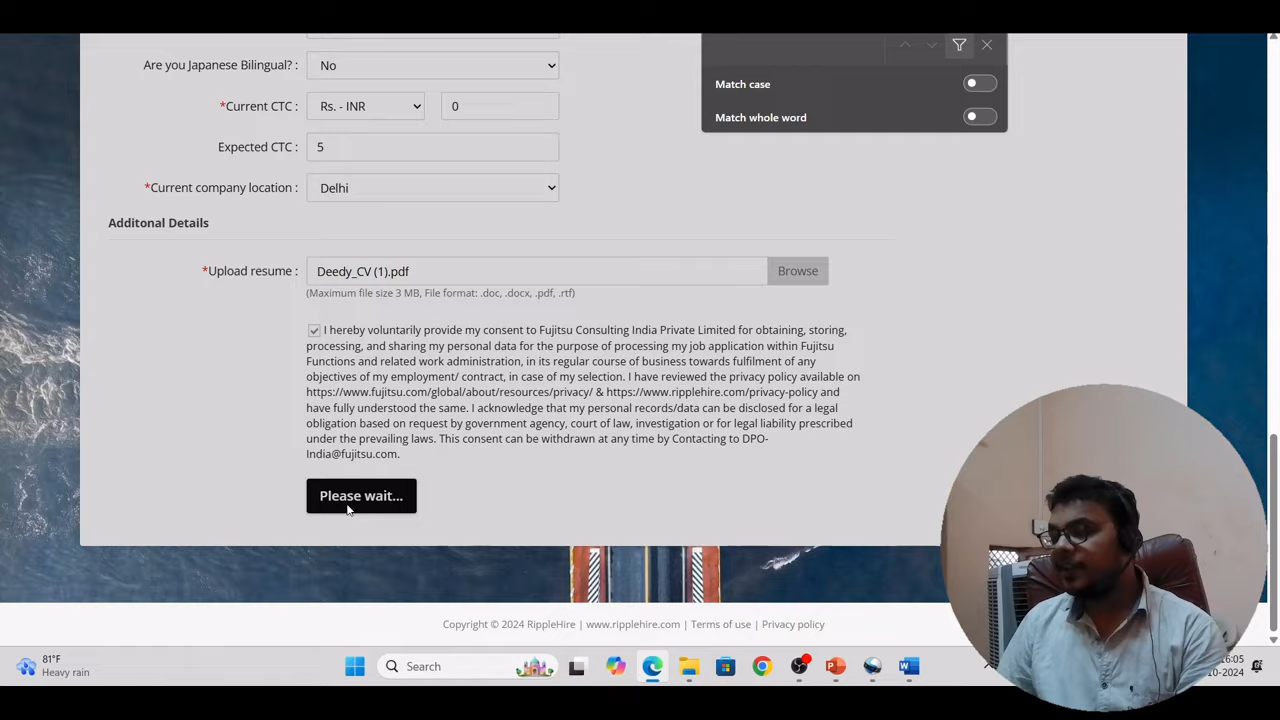 Are you Japanese Bilingual? : No
*Current CTC : Rs. - INR 0
Expected CTC : 5
*Current company location : Delhi
Match case
Match whole word
Additonal Details
*Upload resume : Deedy_CV (1).pdf Browse
(Maximum file size 3 MB, File format: .doc, .docx, .pdf, .rtf)
I hereby voluntarily provide my consent to Fujitsu Consulting India Private Limited for obtaining, storing,
processing, and sharing my personal data for the purpose of processing my job application within Fujitsu
Functions and related work administration, in its regular course of business towards fulfilment of any
objectives of my employment/ contract, in case of my selection. I have reviewed the privacy policy available on
https://www.fujitsu.com/global/about/resources/privacy/ & https://www.ripplehire.com/privacy-policy and
have fully understood the same. I acknowledge that my personal records/data can be disclosed for a legal
obligation based on request by government agency, court of law, investigation or for legal liability prescribed
under the prevailing laws. This consent can be withdrawn at any time by Contacting to DPO-
India@fujitsu.com.
Please wait...
Copyright © 2024 RippleHire | www.ripplehire.com | Terms of use | Privacy policy
81°F
Heavy rain
Search
16:05
-10-2024